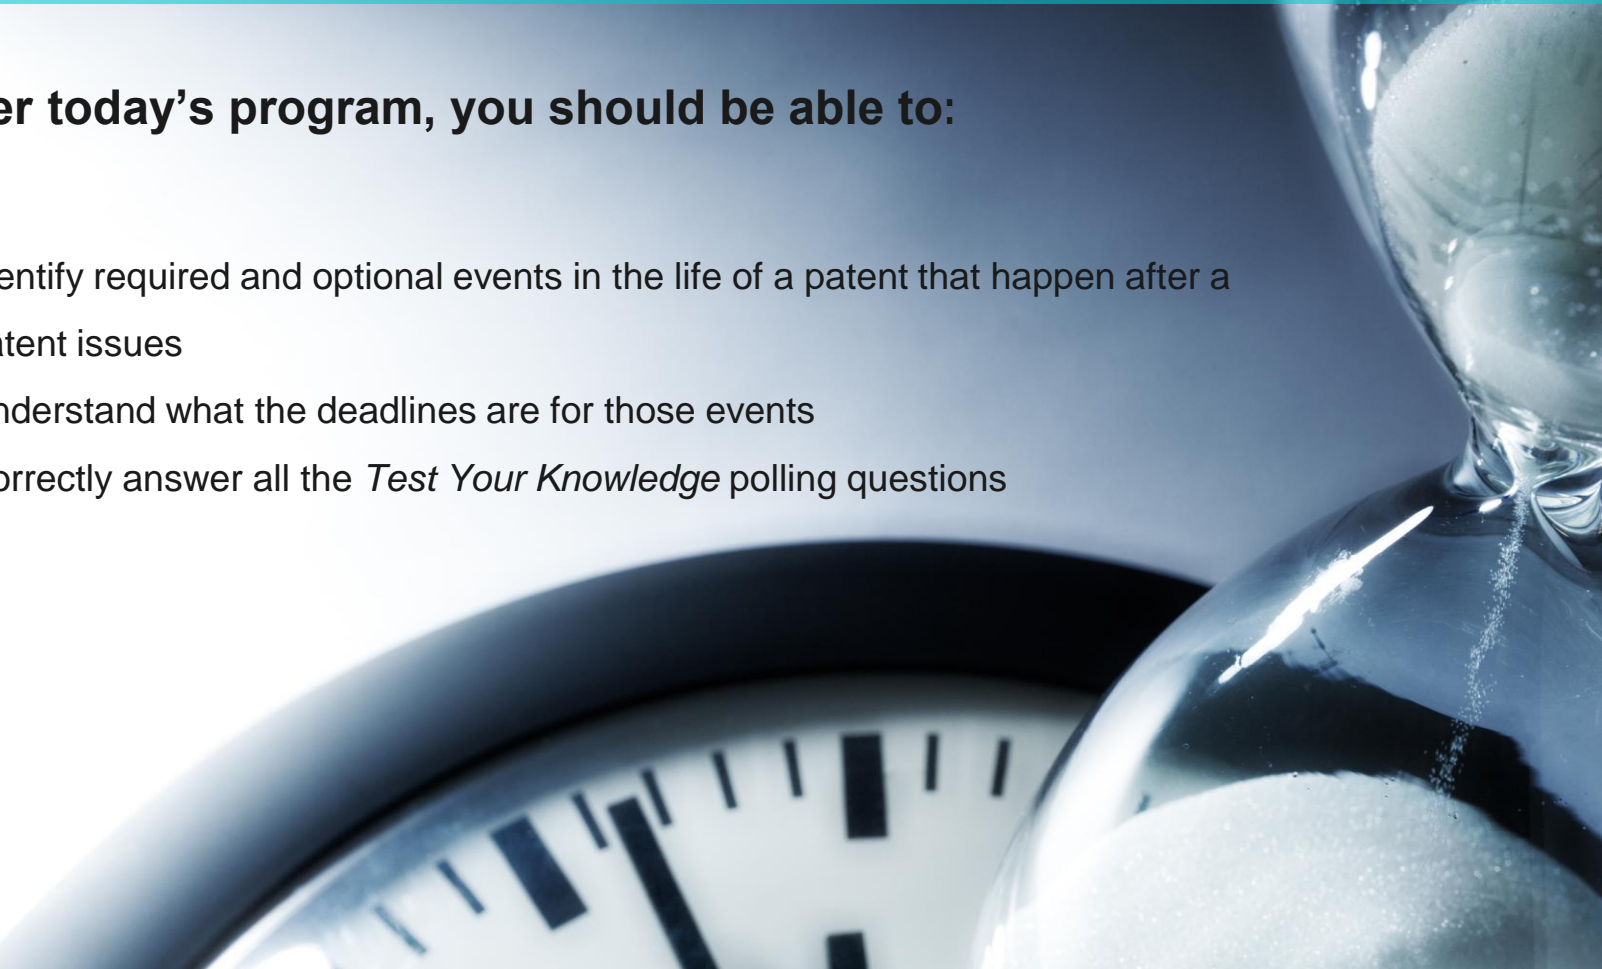 er today’s program, you should be able to:
entify required and optional events in the life of a patent that happen after a
atent issues
nderstand what the deadlines are for those events
orrectly answer all the Test Your Knowledge polling questions